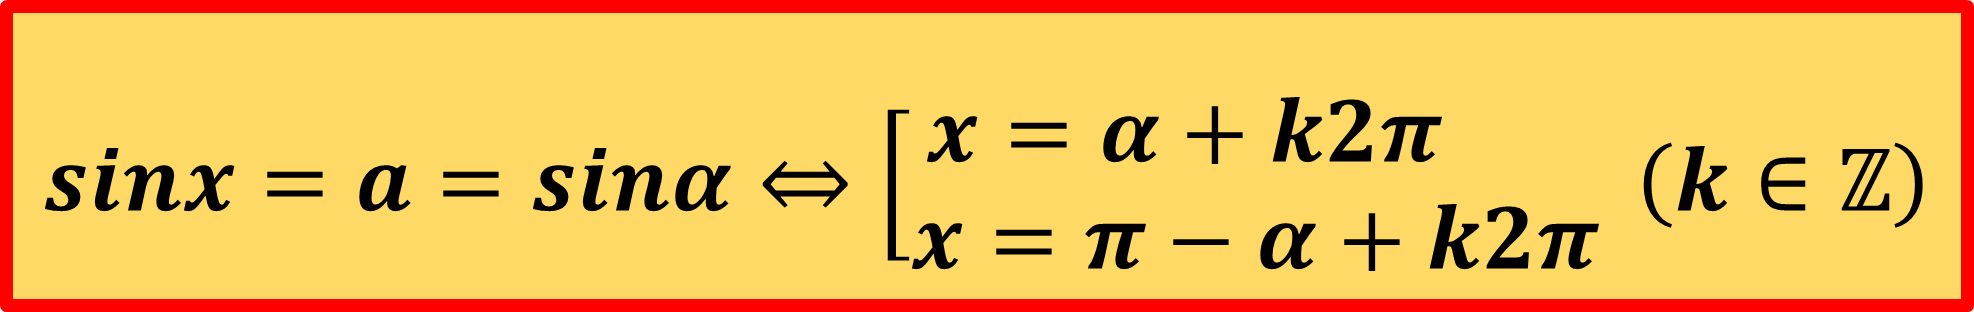 sinx = a = sinα ⟺ [ x = α + k2π
x = π − α + k2π (k ∈ ℤ)